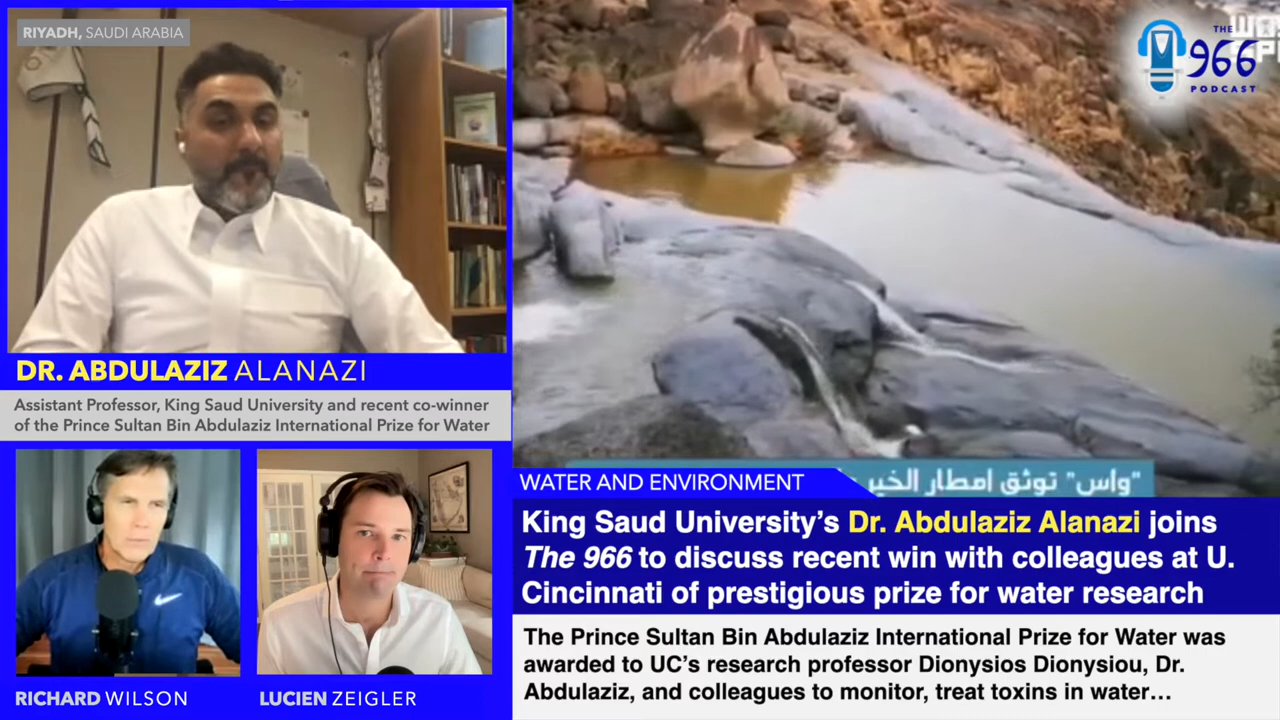 RIYADH, SAUDI ARABIA
DR. ABDULAZIZ ALANAZI
Assistant Professor, King Saud University and recent co-winner
of the Prince Sultan Bin Abdulaziz International Prize for Water
RICHARD WILSON
LUCIEN ZEIGLER
THE
966
PODCAST
"واس" توثق امطار الخير
WATER AND ENVIRONMENT
King Saud University's Dr. Abdulaziz Alanazi joins
The 966 to discuss recent win with colleagues at U.
Cincinnati of prestigious prize for water research
The Prince Sultan Bin Abdulaziz International Prize for Water was
awarded to UC's research professor Dionysios Dionysiou, Dr.
Abdulaziz, and colleagues to monitor, treat toxins in water...